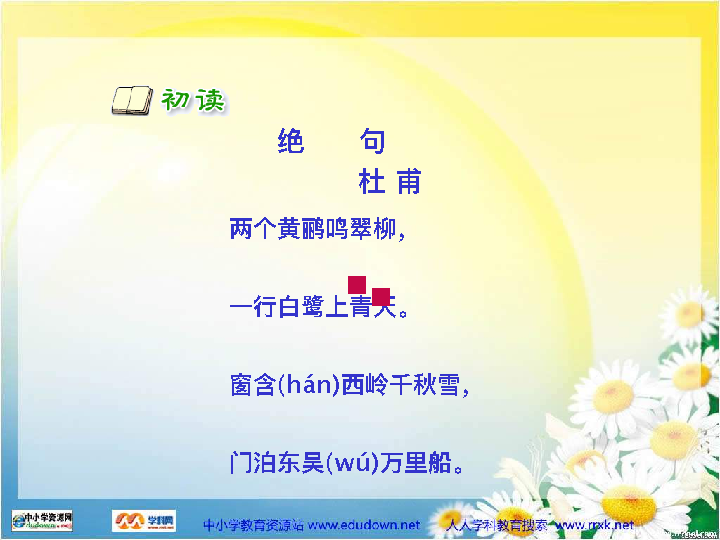 初读
绝 句
杜 甫
两个黄鹂鸣翠柳，
一行白鹭上青天。
窗含(hán)西岭千秋雪，
门泊东吴(wú)万里船。
中小学资源网 学科网 中小学教育资源站 www.edudown.net 人人学科教育搜索 www.rrxk.net